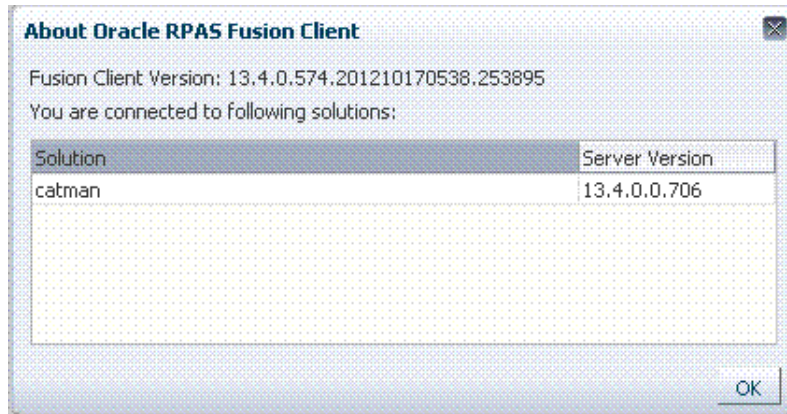 About Oracle RPAS Fusion Client
Fusion Client Version: 13.4.0.574.201210170538.253895
You are connected to following solutions:
Solution Server Version
catman 13.4.0.0.706
OK